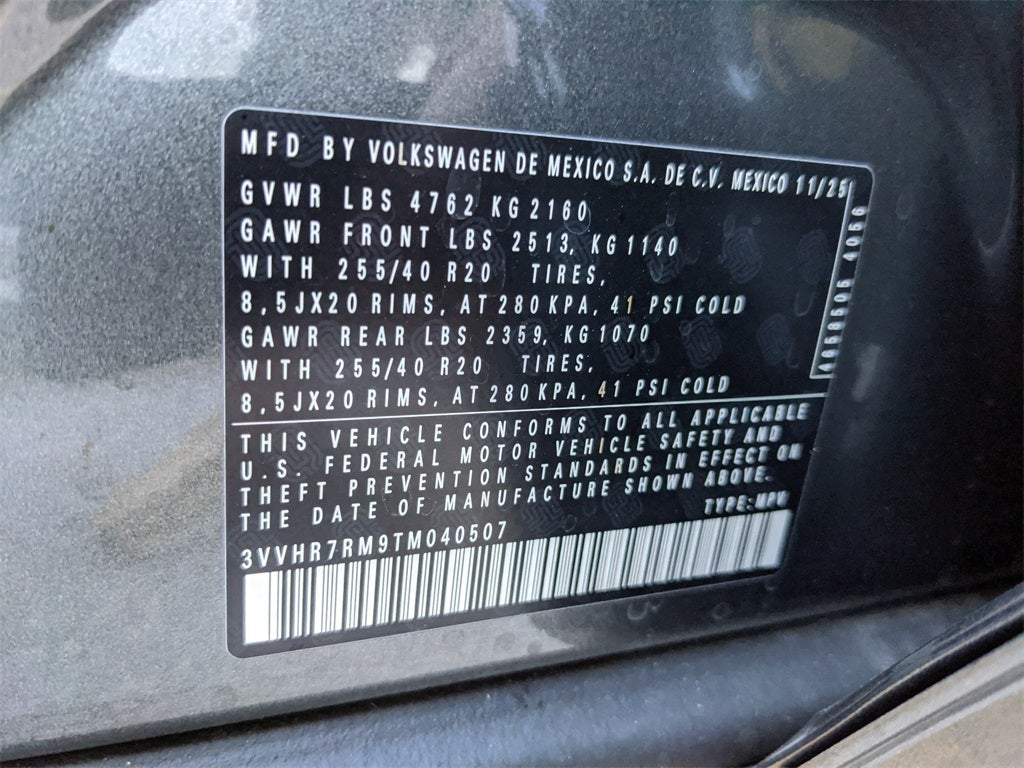 MFD BY VOLKSWAGEN DE MEXICO S.A. DE C.V. MEXICO 11/25
GVWR LBS 4762 KG 2160
GAWR FRONT LBS 2513, KG 1140
WITH 255/40 R20 TIRES,
8,5JX20 RIMS, AT 280 KPA, 41 PSI COLD
GAWR REAR LBS 2359, KG 1070
WITH 255/40 R20 TIRES,
8,5JX20 RIMS, AT 280 KPA, 41 PSI COLD
THIS VEHICLE CONFORMS TO ALL APPLICABLE
U.S. FEDERAL MOTOR VEHICLE SAFETY AND
THEFT PREVENTION STANDARDS IN EFFECT ON
THE DATE OF MANUFACTURE SHOWN ABOVE.
TYPE:MPV
3VVHR7RM9TM040507
4056